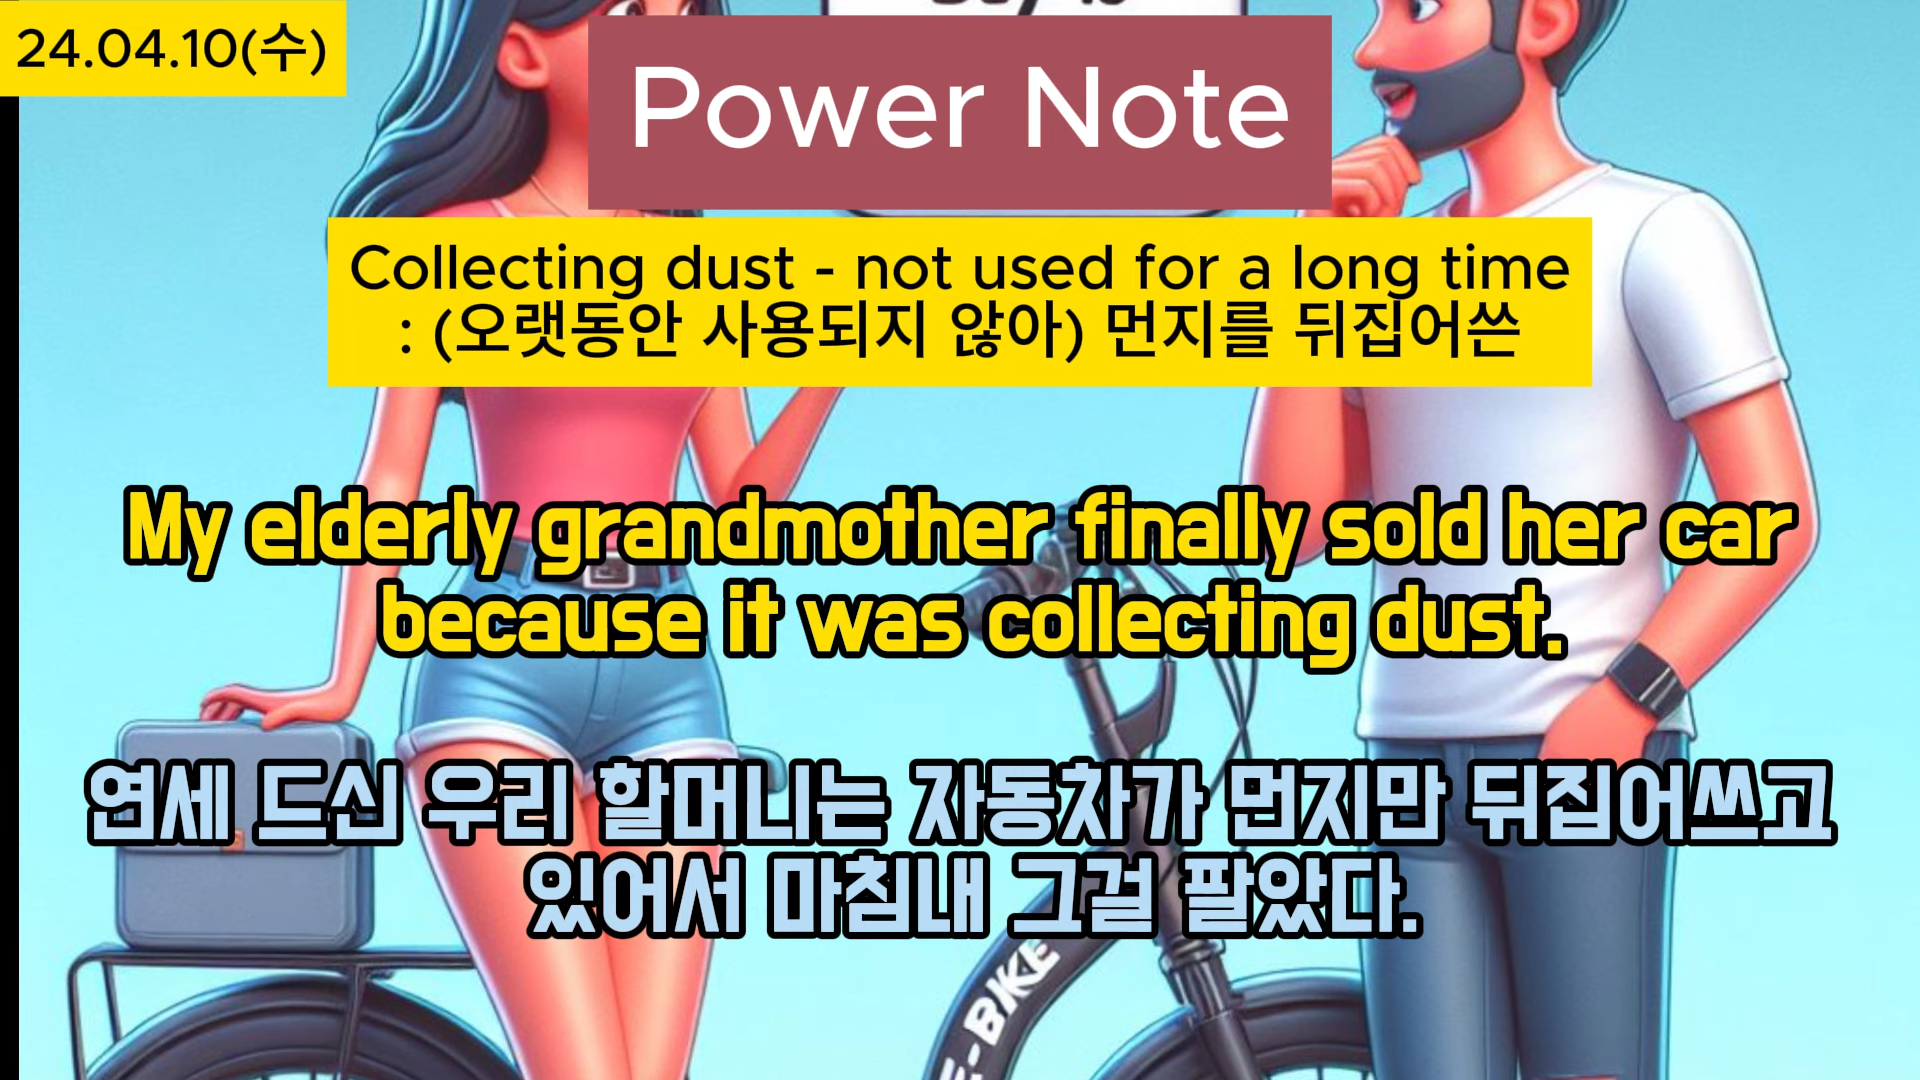 24.04.10(수)
Power Note
Collecting dust - not used for a long time
: (오랫동안 사용되지 않아) 먼지를 뒤집어쓴
My elderly grandmother finally sold her car
because it was collecting dust.
연세 드신 우리 할머니는 자동차가 먼지만 뒤집어쓰고
있어서 마침내 그걸 팔았다.
E-BIKE